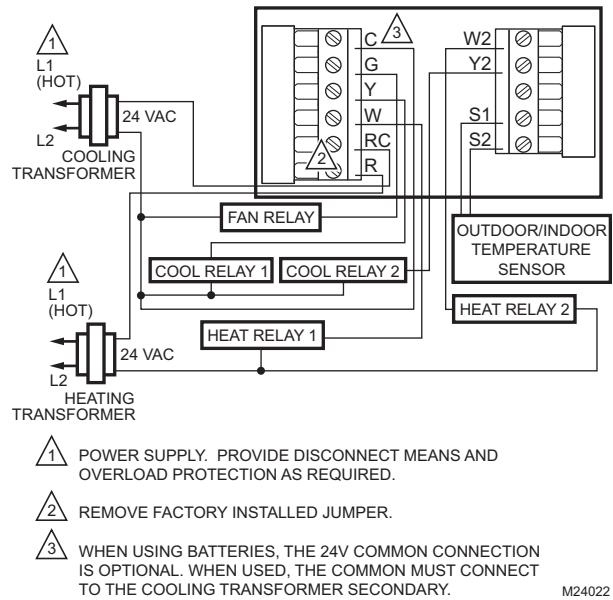 1
L1
(HOT)
24 VAC
L2
COOLING
TRANSFORMER
C
3
G
Y
W
RC
2
R
W2
Y2
S1
S2
FAN RELAY
COOL RELAY 1
COOL RELAY 2
OUTDOOR/INDOOR
TEMPERATURE
SENSOR
1
L1
(HOT)
24 VAC
L2
HEATING
TRANSFORMER
HEAT RELAY 1
HEAT RELAY 2
1 POWER SUPPLY. PROVIDE DISCONNECT MEANS AND
OVERLOAD PROTECTION AS REQUIRED.
2 REMOVE FACTORY INSTALLED JUMPER.
3 WHEN USING BATTERIES, THE 24V COMMON CONNECTION
IS OPTIONAL. WHEN USED, THE COMMON MUST CONNECT
TO THE COOLING TRANSFORMER SECONDARY.
M24022